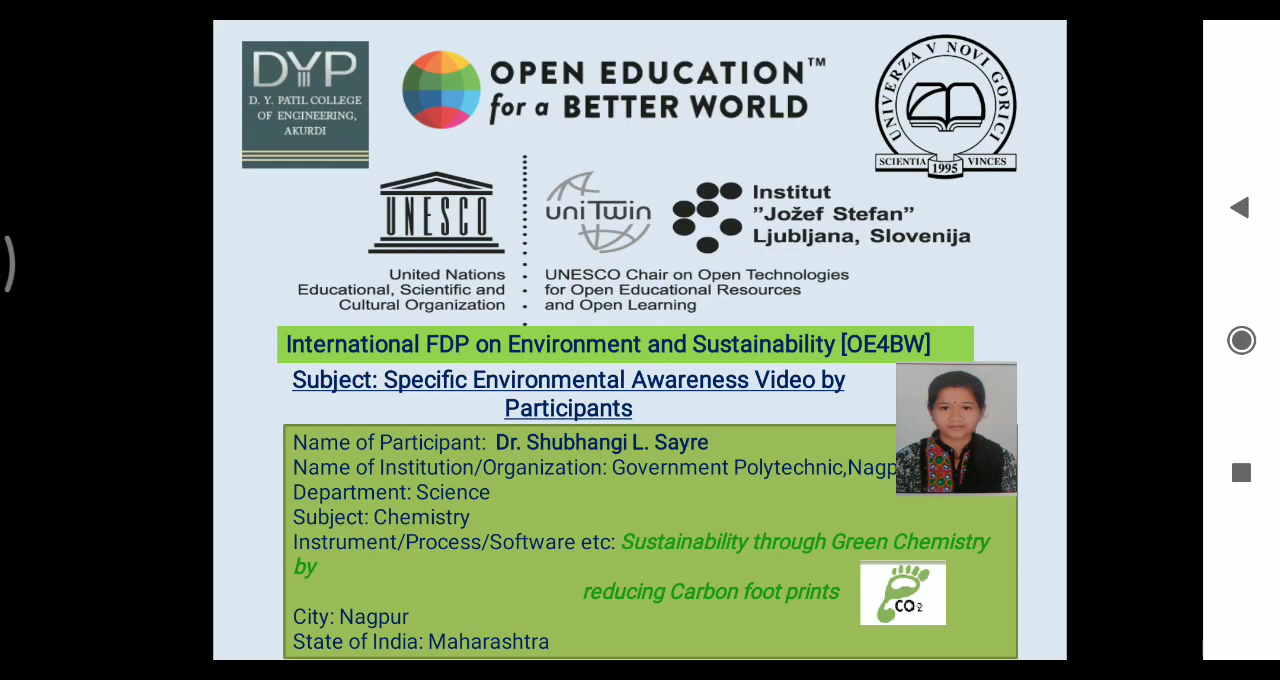 DYP
D. Y. PATIL COLLEGE
OF ENGINEERING,
AKURDI
OPEN EDUCATION™
for a BETTER WORLD
UNIVERZA V NOVI GORICI
SCIENTIA 1995 VINCES
UNESCO
uniTwin
Institut
"Jožef Stefan"
Ljubljana, Slovenija
United Nations
Educational, Scientific and
Cultural Organization
UNESCO Chair on Open Technologies
for Open Educational Resources
and Open Learning
International FDP on Environment and Sustainability [OE4BW]
Subject: Specific Environmental Awareness Video by
Participants
Name of Participant: Dr. Shubhangi L. Sayre
Name of Institution/Organization: Government Polytechnic,Nagp
Department: Science
Subject: Chemistry
Instrument/Process/Software etc: Sustainability through Green Chemistry
by
reducing Carbon foot prints
CO2
City: Nagpur
State of India: Maharashtra